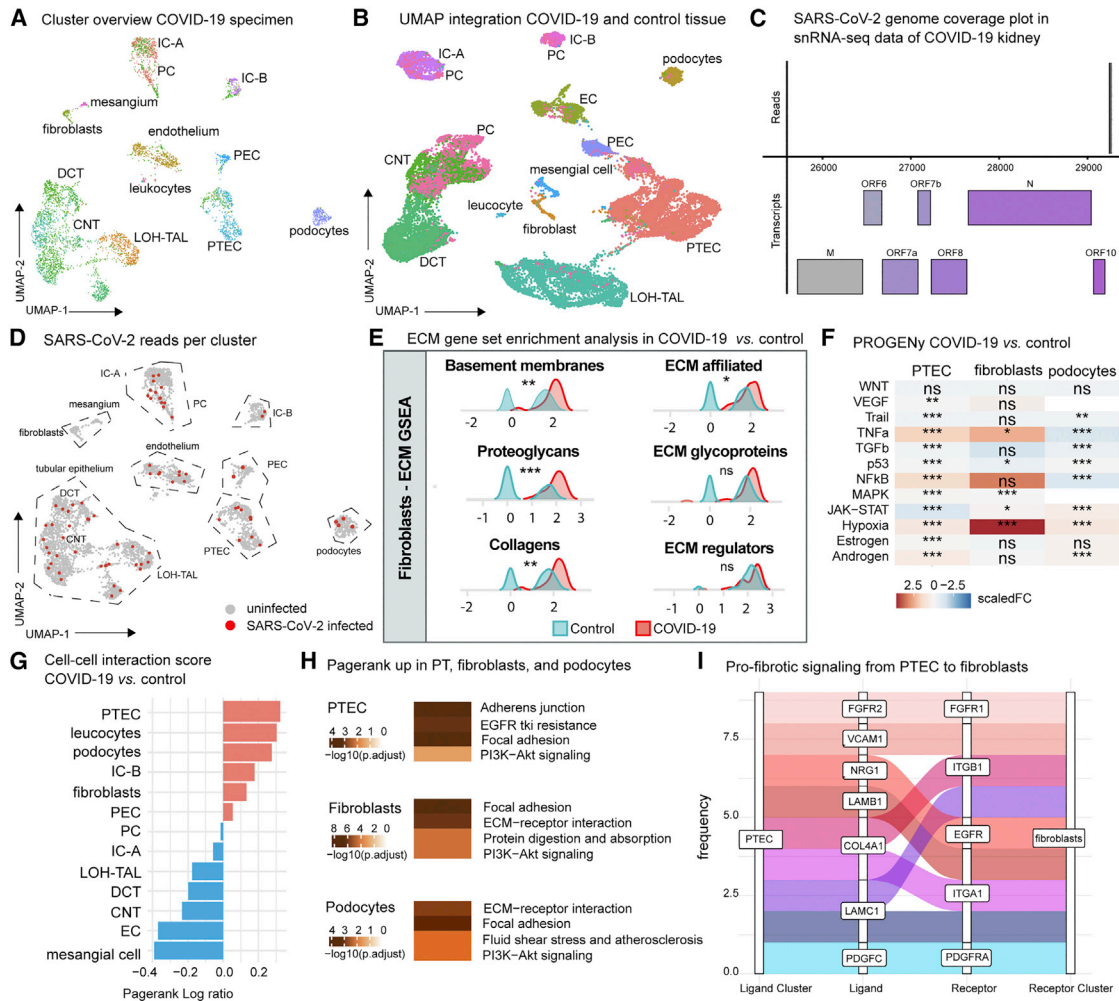 A Cluster overview COVID-19 specimen
IC-A
PC
IC-B
mesangium
fibroblasts
endothelium
PEC
leukocytes
DCT
CNT
LOH-TAL
PTEC
podocytes
UMAP-2
UMAP-1
B UMAP integration COVID-19 and control tissue
IC-A
PC
IC-B
PC
podocytes
EC
PC
PEC
CNT
mesengial cell
leucocyte
fibroblast
PTEC
DCT
LOH-TAL
UMAP-2
UMAP-1
C SARS-CoV-2 genome coverage plot in
snRNA-seq data of COVID-19 kidney
Reads
26000 27000 28000 29200
Transcripts
ORF6 ORF7b N
M ORF7a ORF8 ORF10
D SARS-CoV-2 reads per cluster
IC-A
mesangium
PC
IC-B
fibroblasts
endothelium
tubular epithelium
PEC
DCT
CNT
PTEC
podocytes
LOH-TAL
UMAP-2
UMAP-1
uninfected
SARS-CoV-2 infected
E ECM gene set enrichment analysis in COVID-19 vs. control
Fibroblasts - ECM GSEA
Basement membranes ECM affiliated
** *
0 2 0 2
Proteoglycans ECM glycoproteins
*** ns
-1 0 1 2 3 0 2
Collagens ECM regulators
** ns
0 2 -1 0 1 2 3
Control COVID-19
F PROGENy COVID-19 vs. control
PTEC fibroblasts podocytes
WNT ns ns ns
VEGF ** ns
Trail *** ns **
TNFa *** * ***
TGFb *** ns ***
p53 *** * ***
NFkB *** ns ***
MAPK *** ***
JAK-STAT *** * ***
Hypoxia *** *** ***
Estrogen *** ns ns
Androgen *** ns ***
2.5 0 -2.5 scaledFC
G Cell-cell interaction score
COVID-19 vs. control
PTEC
leucocytes
podocytes
IC-B
fibroblasts
PEC
PC
IC-A
LOH-TAL
DCT
CNT
EC
mesangial cell
-0.4 -0.2 0.0 0.2
Pagerank Log ratio
H Pagerank up in PT, fibroblasts, and podocytes
PTEC
4 3 2 1 0
-log10(p.adjust)
Adherens junction
EGFR tki resistance
Focal adhesion
PI3K-Akt signaling
Fibroblasts
8 6 4 2 0
-log10(p.adjust)
Focal adhesion
ECM-receptor interaction
Protein digestion and absorption
PI3K-Akt signaling
Podocytes
4 3 2 1 0
-log10(p.adjust)
ECM-receptor interaction
Focal adhesion
Fluid shear stress and atherosclerosis
PI3K-Akt signaling
I Pro-fibrotic signaling from PTEC to fibroblasts
frequency
7.5
5.0
2.5
0.0
PTEC
FGFR2
VCAM1
NRG1
LAMB1
COL4A1
LAMC1
PDGFC
FGFR1
ITGB1
EGFR
ITGA1
PDGFRA
fibroblasts
Ligand Cluster Ligand Receptor Receptor Cluster